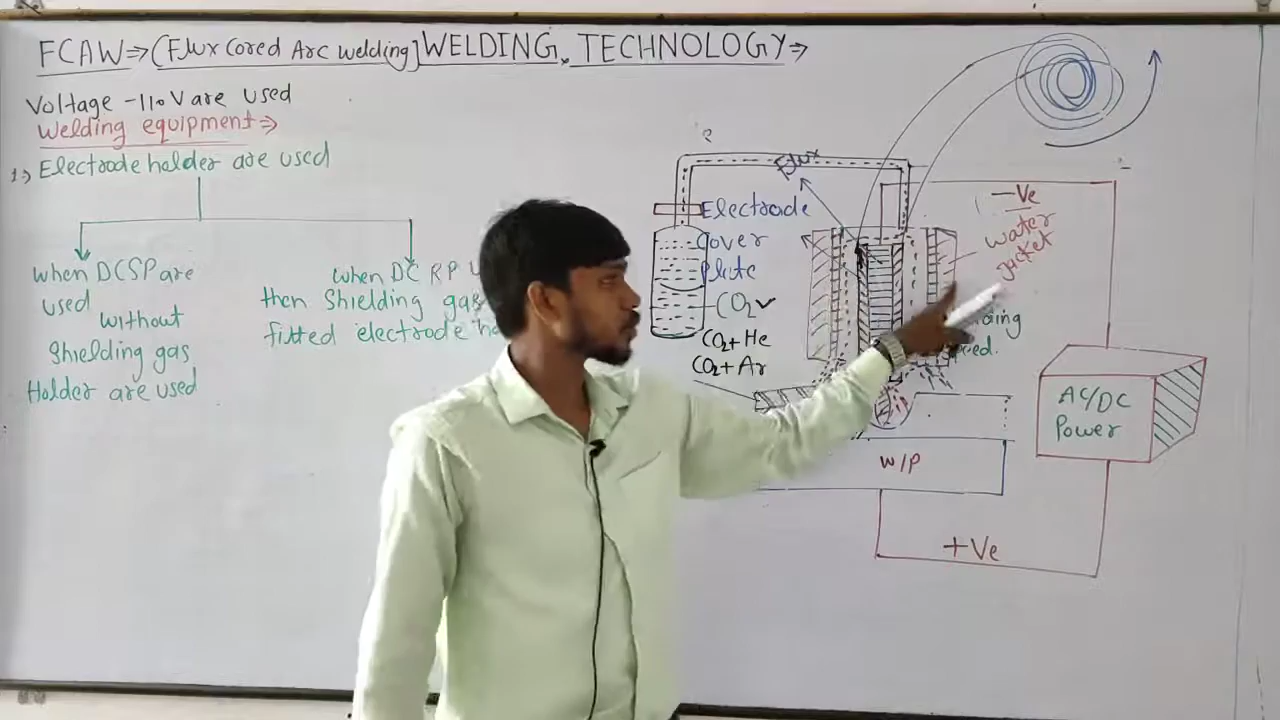 FCAW⇒(Flux Cored Arc Welding] WELDING, TECHNOLOGY⇒
Voltage -110 V are used
Welding equipment⇒
1⇒ Electrode holder are used
when DCSP are
used
without
Shielding gas
Holder are used
when DC RP
then Shielding gas
fitted electrode
Flux
Electrode
Cover
Plate
CO₂
CO₂+He
CO₂+Ar
-Ve
Water
Jacket
W/P
+Ve
AC/DC
Power